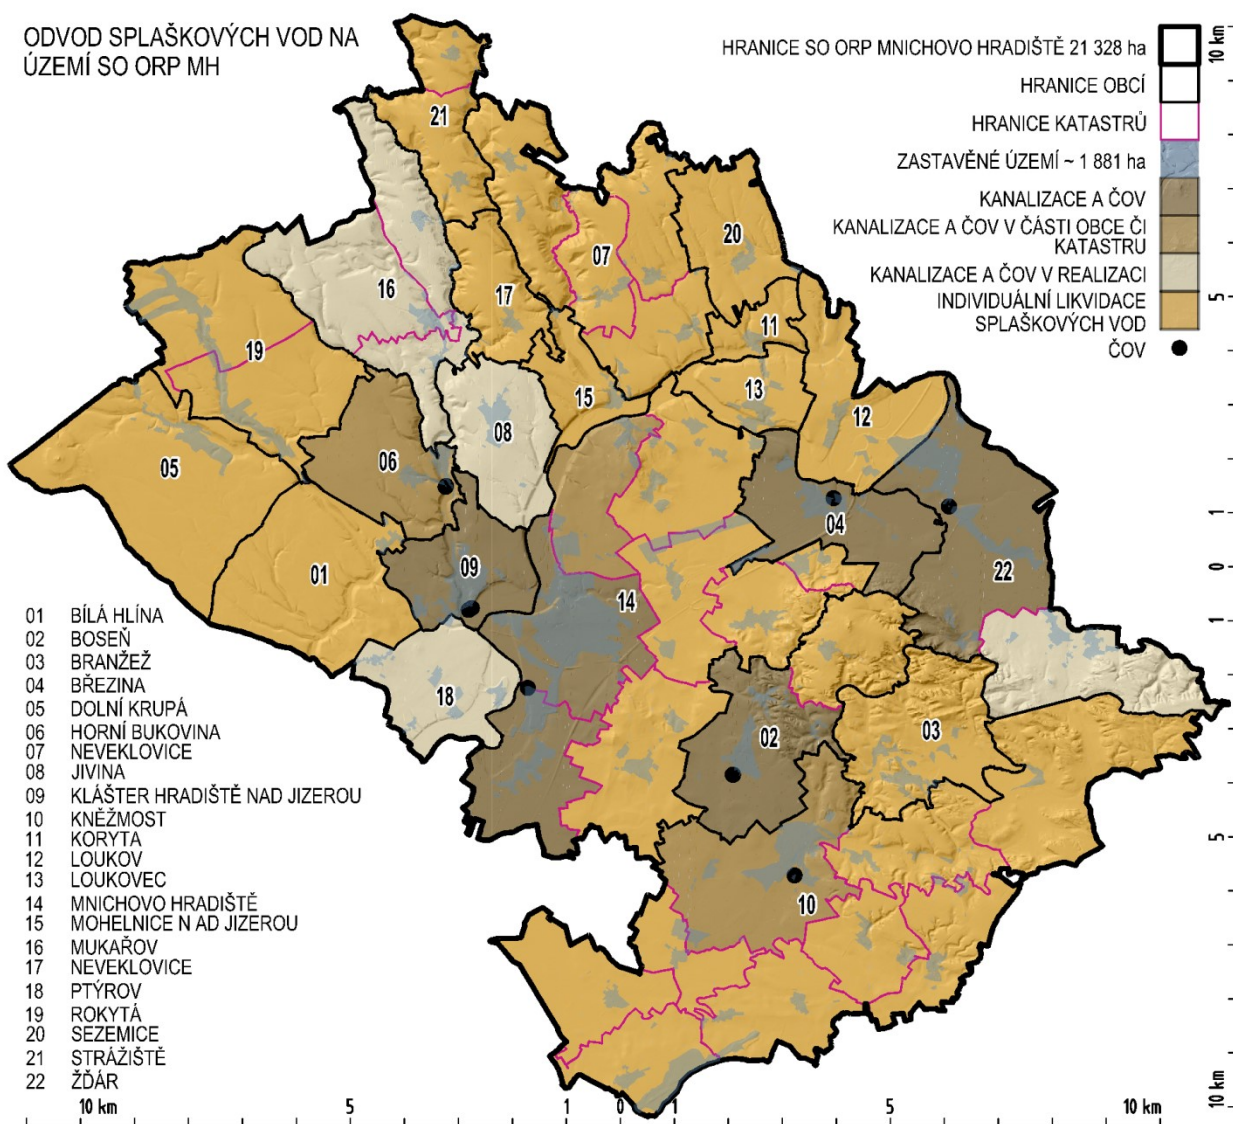 ODVOD SPLAŠKOVÝCH VOD NA
ÚZEMÍ SO ORP MH
HRANICE SO ORP MNICHOVO HRADIŠTĚ 21 328 ha
HRANICE OBCÍ
HRANICE KATASTRŮ
ZASTAVĚNÉ ÚZEMÍ ~ 1 881 ha
KANALIZACE A ČOV
KANALIZACE A ČOV V ČÁSTI OBCE ČI
KATASTRU
KANALIZACE A ČOV V REALIZACI
INDIVIDUÁLNÍ LIKVIDACE
SPLAŠKOVÝCH VOD
ČOV
10 km
5
1
0
1
5
10 km
21
20
07
16
17
11
19
13
15
12
08
06
05
04
09
01
22
14
18
02
03
10
01 BÍLÁ HLÍNA
02 BOSEŇ
03 BRANŽEŽ
04 BŘEZINA
05 DOLNÍ KRUPÁ
06 HORNÍ BUKOVINA
07 NEVEKLOVICE
08 JIVINA
09 KLÁŠTER HRADIŠTĚ NAD JIZEROU
10 KNĚŽMOST
11 KORYTA
12 LOUKOV
13 LOUKOVEC
14 MNICHOVO HRADIŠTĚ
15 MOHELNICE N AD JIZEROU
16 MUKAŘOV
17 NEVEKLOVICE
18 PTÝROV
19 ROKYTÁ
20 SEZEMICE
21 STRÁŽIŠTĚ
22 ŽĎÁR
10 km 5 1 0 1 5 10 km